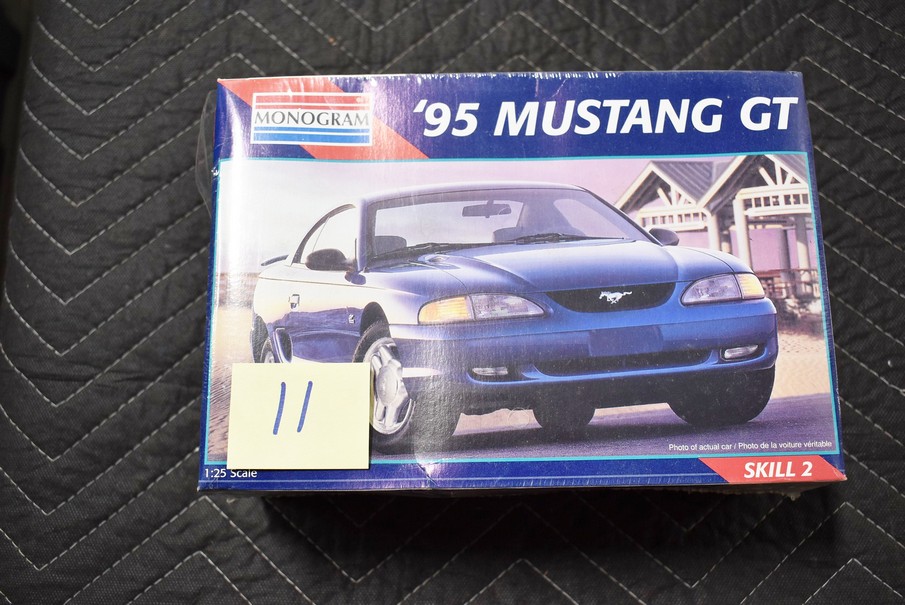 MONOGRAM
'95 MUSTANG GT
11
Photo of actual car / Photo de la voiture véritable
1:25 Scale
SKILL 2